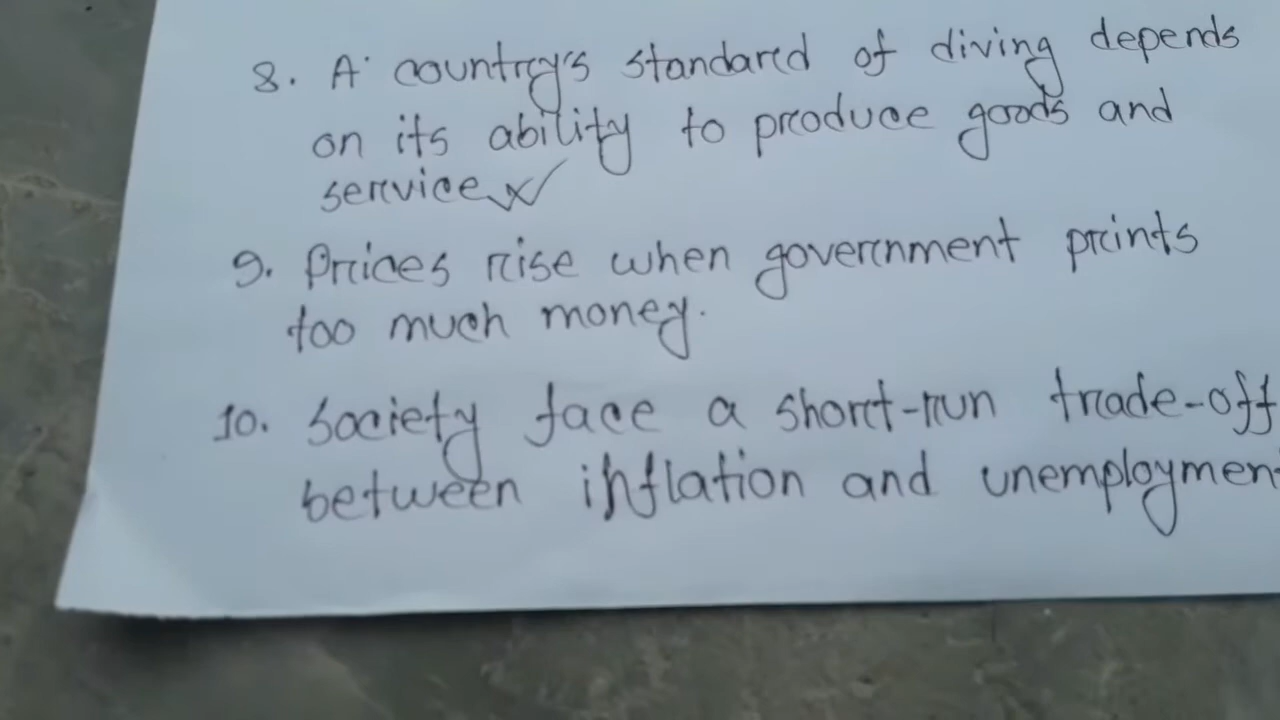 8. A country's standard of diving depends
on its ability to produce goods and
service
9. Prices rise when government prints
too much money.
10. Society face a short-run trade-off
between inflation and unemploymen